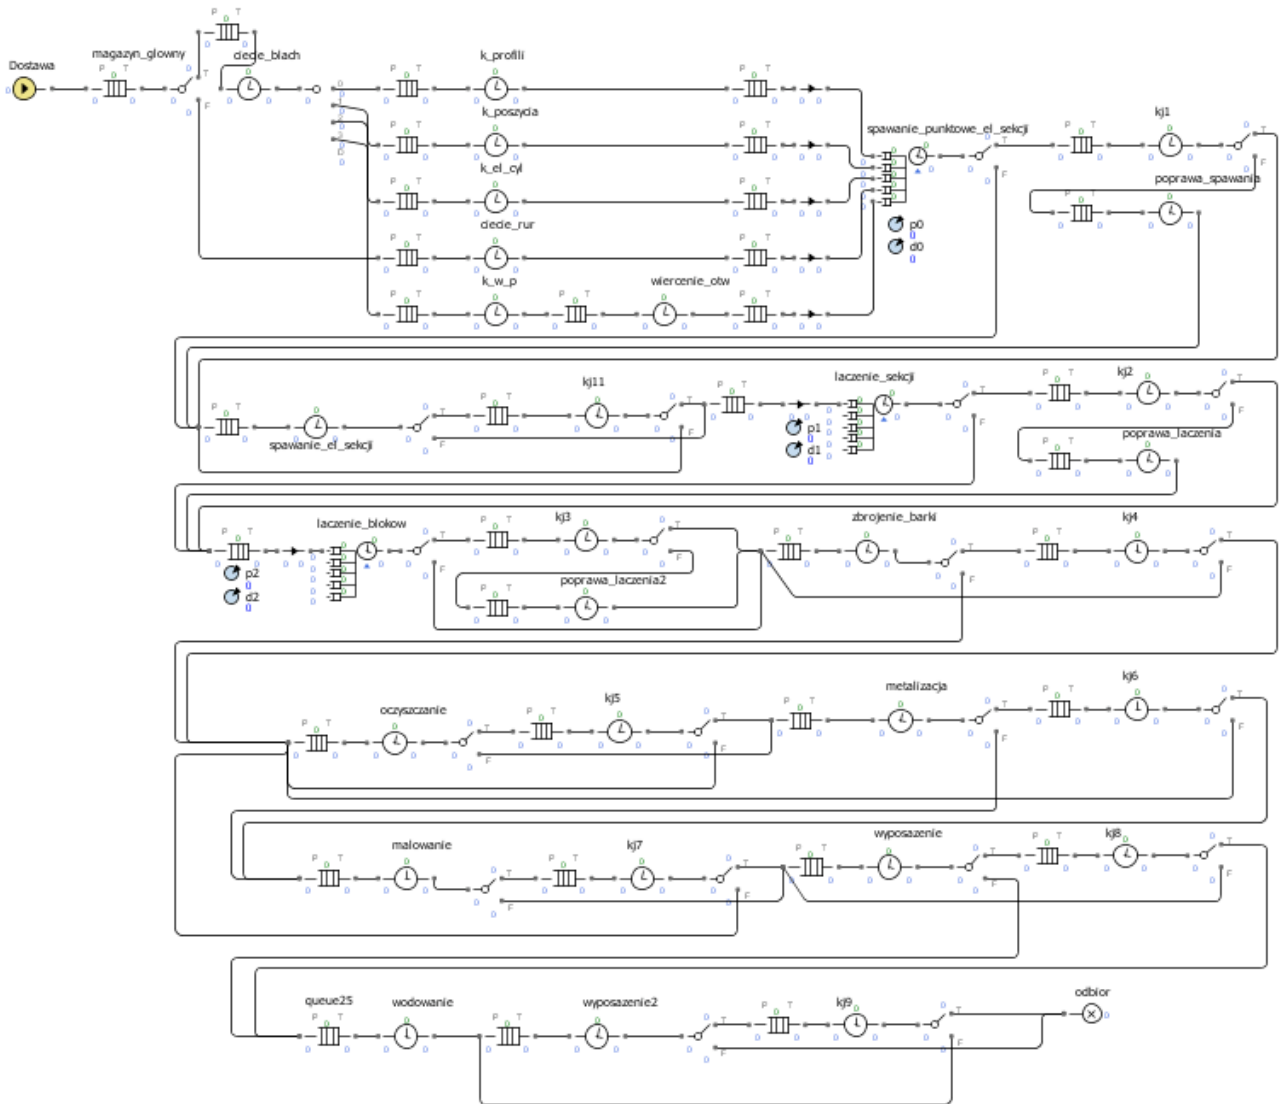 Dostawa
magazyn_glowny
ciecie_blach
k_profili
k_poszycia
k_el_cyl
ciecie_rur
k_w_p
wiercenie_otw
spawanie_punktowe_el_sekcji
p0
d0
kj1
poprawa_spawania
spawanie_el_sekcji
kj11
laczenie_sekcji
p1
d1
kj2
poprawa_laczenia
laczenie_blokow
p2
d2
kj3
poprawa_laczenia2
zbrojenie_barki
kj4
oczyszczanie
kj5
metalizacja
kj6
malowanie
kj7
wyposazenie
kj8
queue25
wodowanie
wyposazenie2
kj9
odbior